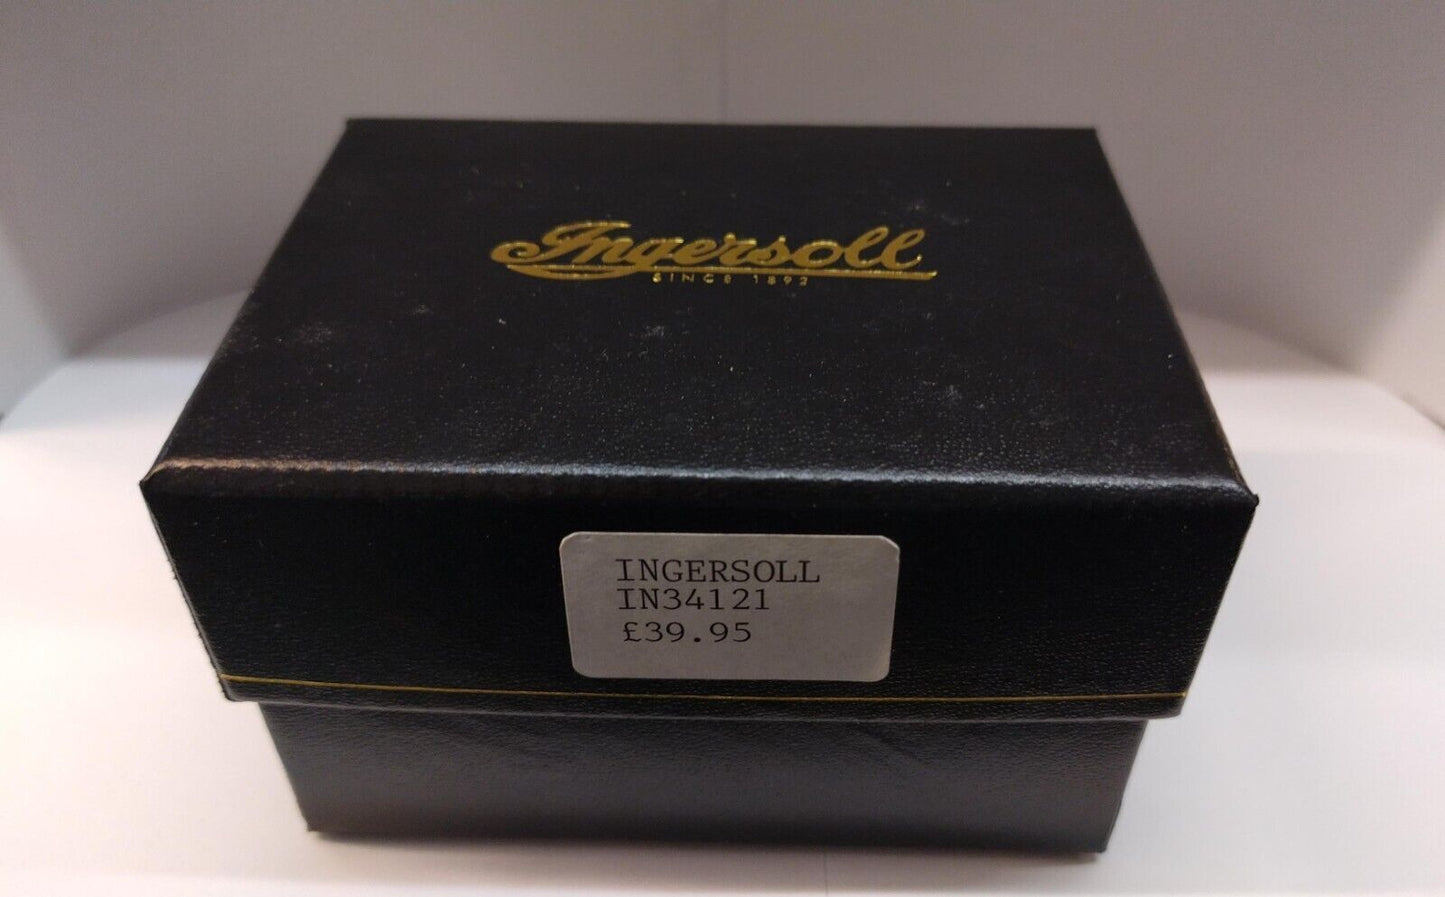 Ingersoll
SINCE 1892
INGERSOLL
IN34121
£39.95